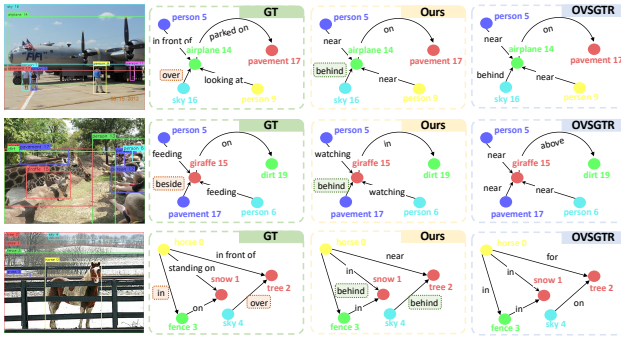 sky 16
airplane 14
FIFI
GT
person 5
in front of
parked on
airplane 14
pavement 17
over
looking at
sky 16
person 9
Ours
person 5
near
on
airplane 14
pavement 17
behind
near
sky 16
person 9
OVSGTR
person 5
near
on
airplane 14
pavement 17
behind
near
sky 16
person 9
GT
person 5
feeding
on
giraffe 15
dirt 19
beside
feeding
pavement 17
person 6
Ours
person 5
watching
in
giraffe 15
dirt 19
behind
watching
pavement 17
person 6
OVSGTR
person 5
near
above
giraffe 15
dirt 19
near
near
pavement 17
person 6
GT
horse 0
in front of
standing on
snow 1
tree 2
in
on
over
fence 3
sky 4
Ours
horse 0
near
in
snow 1
tree 2
behind
in
behind
fence 3
sky 4
OVSGTR
horse 0
for
in
snow 1
tree 2
in
in
on
fence 3
sky 4